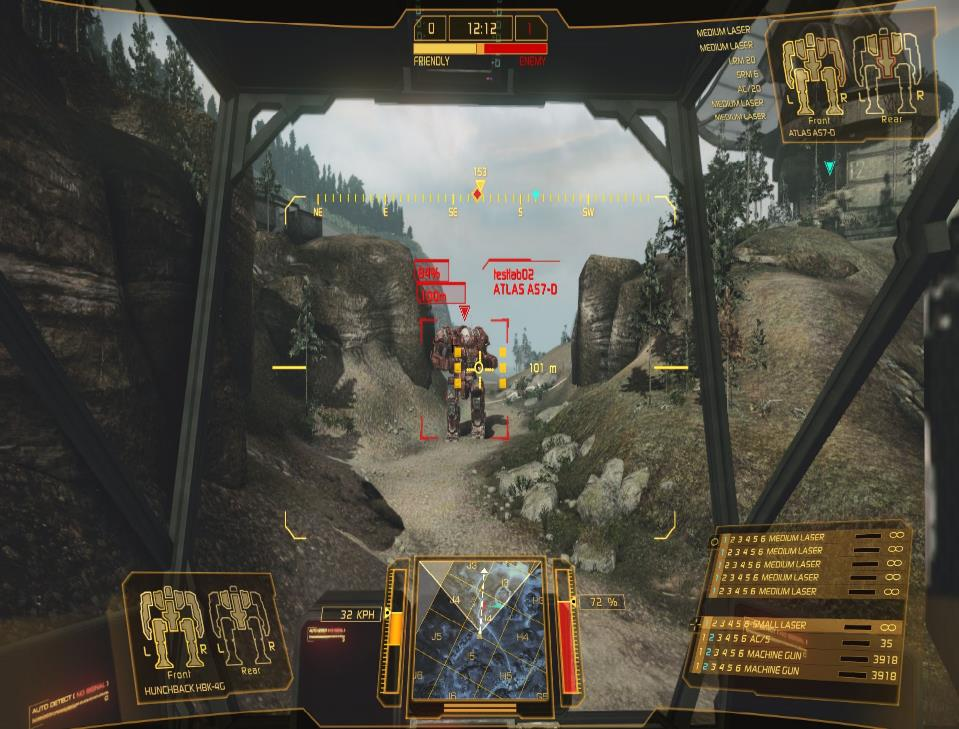 0 12:12 1
FRIENDLY ENEMY
MEDIUM LASER
MEDIUM LASER
LRM 20
SRM 6
AC/20
MEDIUM LASER
MEDIUM LASER
L R L R
Front Rear
ATLAS AS7-D
153
NE E SE S SW
94%
100m
testlab02
ATLAS AS7-D
101 m
32 KPH
72 %
L R L R
Front Rear
HUNCHBACK HBK-4G
AUTO DETECT [ NO SIGNAL ]
J3 I3
J4 I4
J5 H4
H5
I6
1 2 3 4 5 6 MEDIUM LASER ∞
1 2 3 4 5 6 MEDIUM LASER ∞
1 2 3 4 5 6 MEDIUM LASER ∞
1 2 3 4 5 6 MEDIUM LASER ∞
1 2 3 4 5 6 MEDIUM LASER ∞
1 2 3 4 5 6 SMALL LASER ∞
1 2 3 4 5 6 AC/5 35
1 2 3 4 5 6 MACHINE GUN 3918
1 2 3 4 5 6 MACHINE GUN 3918